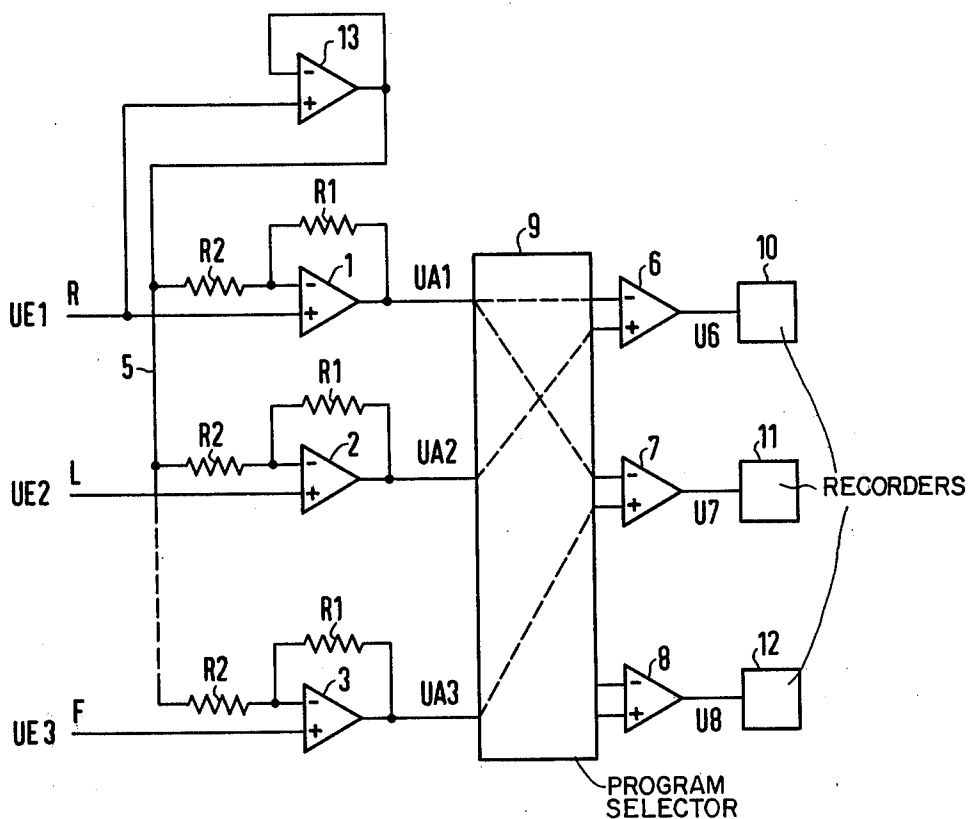 13
R1
R2
1
UA1
9
6
10
R
UE1
U6
5
R1
R2
2
UA2
7
11
L
UE2
U7
RECORDERS
R1
R2
3
UA3
8
12
F
UE3
U8
PROGRAM
SELECTOR